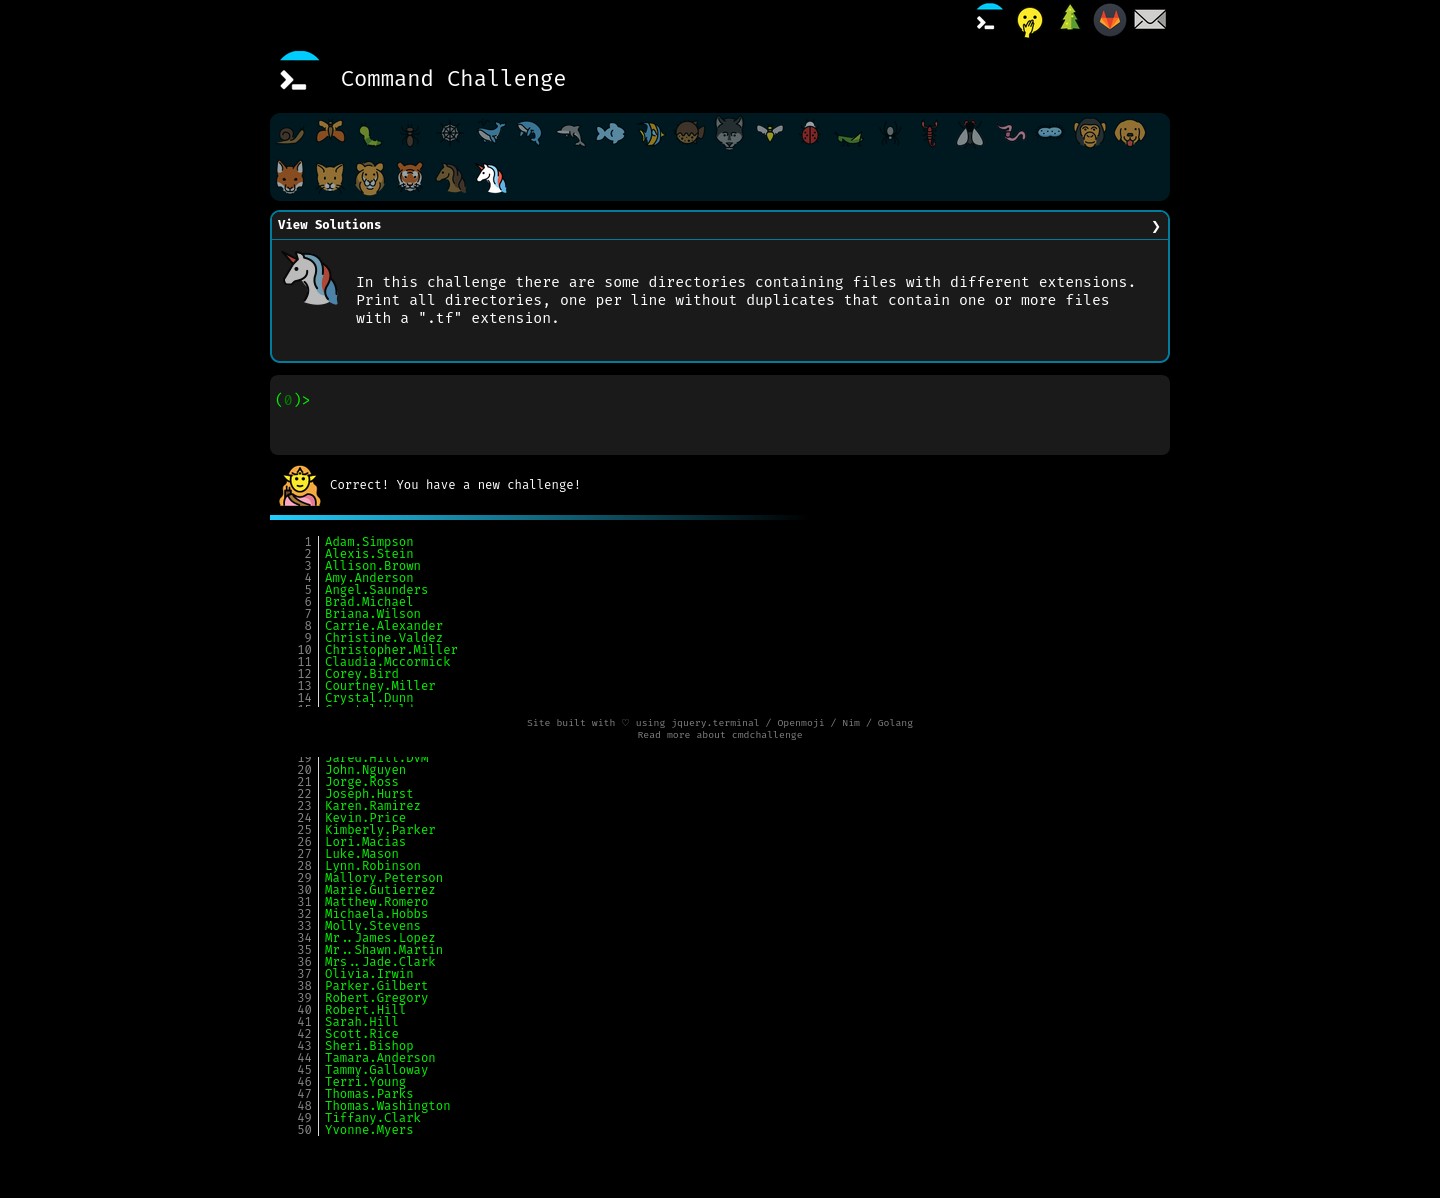 Command Challenge
View Solutions ❯
In this challenge there are some directories containing files with different extensions.
Print all directories, one per line without duplicates that contain one or more files
with a ".tf" extension.
(0)>
Correct! You have a new challenge!
1 Adam.Simpson
2 Alexis.Stein
3 Allison.Brown
4 Amy.Anderson
5 Angel.Saunders
6 Brad.Michael
7 Briana.Wilson
8 Carrie.Alexander
9 Christine.Valdez
10 Christopher.Miller
11 Claudia.Mccormick
12 Corey.Bird
13 Courtney.Miller
14 Crystal.Dunn
Site built with ♡ using jquery.terminal / Openmoji / Nim / Golang
Read more about cmdchallenge
19 Jared.Hill.DVM
20 John.Nguyen
21 Jorge.Ross
22 Joseph.Hurst
23 Karen.Ramirez
24 Kevin.Price
25 Kimberly.Parker
26 Lori.Macias
27 Luke.Mason
28 Lynn.Robinson
29 Mallory.Peterson
30 Marie.Gutierrez
31 Matthew.Romero
32 Michaela.Hobbs
33 Molly.Stevens
34 Mr..James.Lopez
35 Mr..Shawn.Martin
36 Mrs..Jade.Clark
37 Olivia.Irwin
38 Parker.Gilbert
39 Robert.Gregory
40 Robert.Hill
41 Sarah.Hill
42 Scott.Rice
43 Sheri.Bishop
44 Tamara.Anderson
45 Tammy.Galloway
46 Terri.Young
47 Thomas.Parks
48 Thomas.Washington
49 Tiffany.Clark
50 Yvonne.Myers